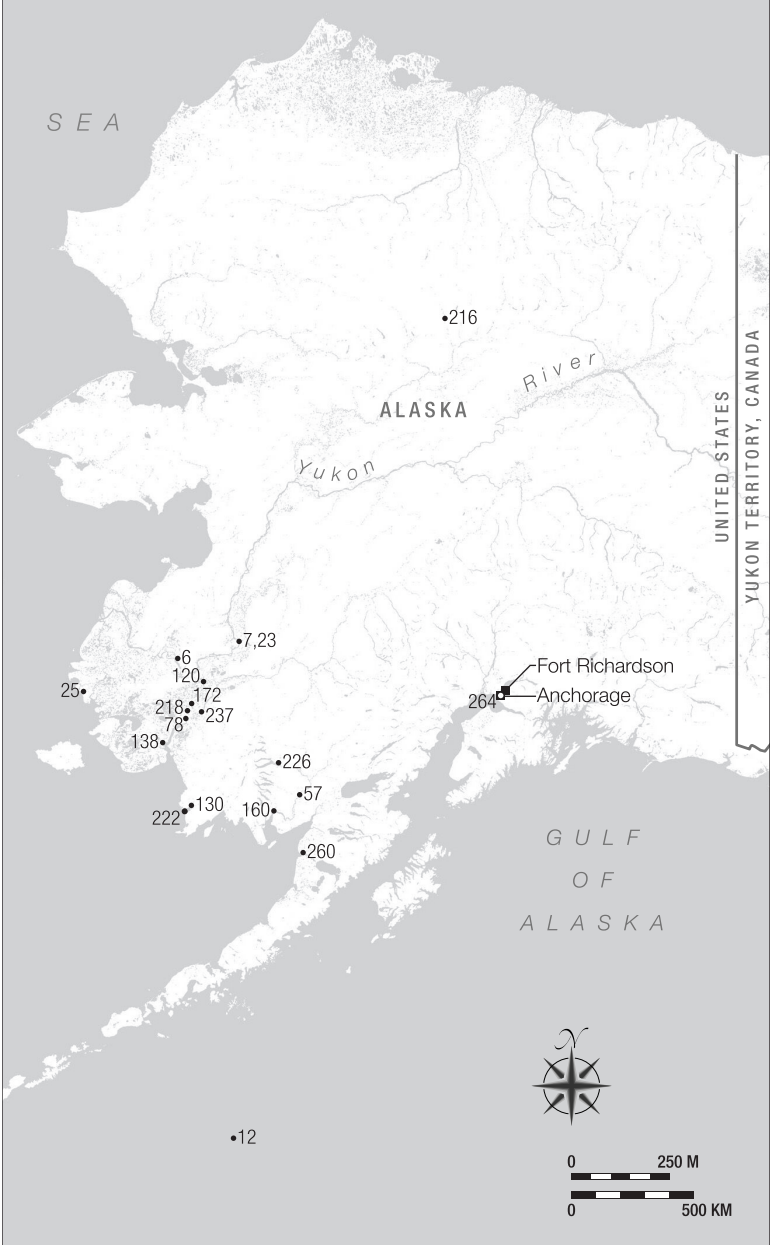 SEA
216
River
ALASKA
Yukon
UNITED STATES
YUKON TERRITORY, CANADA
7,23
6
120
25
172
218
237
78
138
Fort Richardson
264
Anchorage
226
57
130
160
222
260
GULF
OF
ALASKA
N
12
0 250 M
0 500 KM